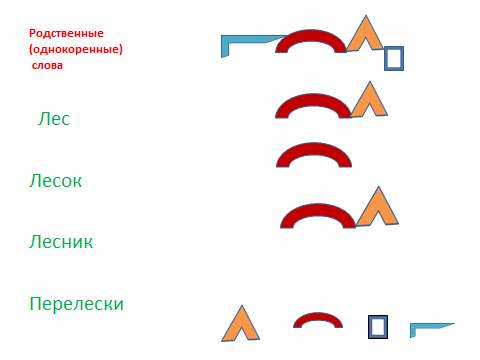 Родственные
(однокоренные)
слова
Лес
Лесок
Лесник
Перелески